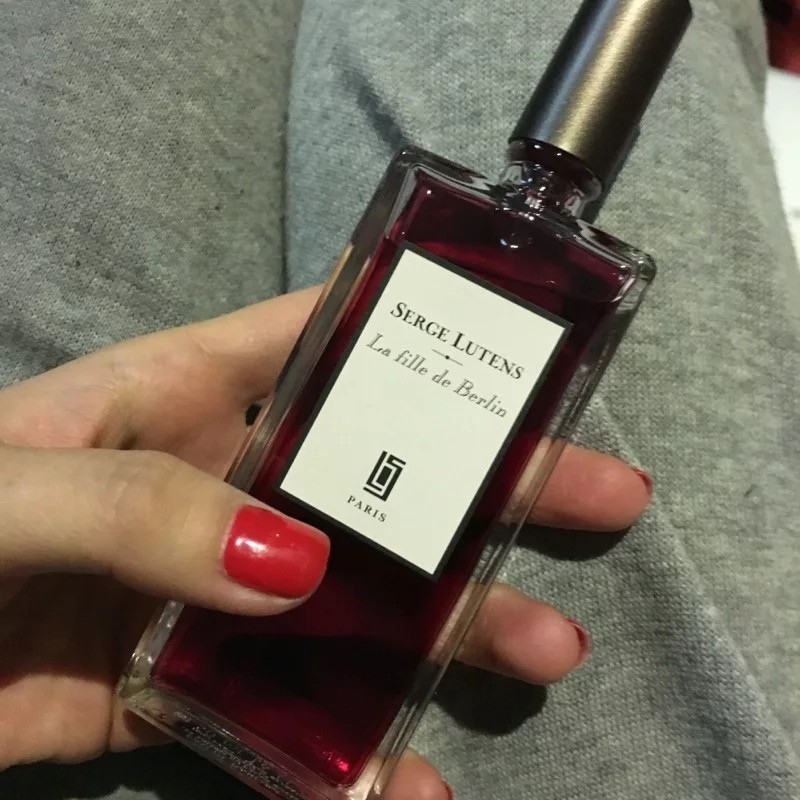 SERGE LUTENS
La fille de Berlin
PARIS